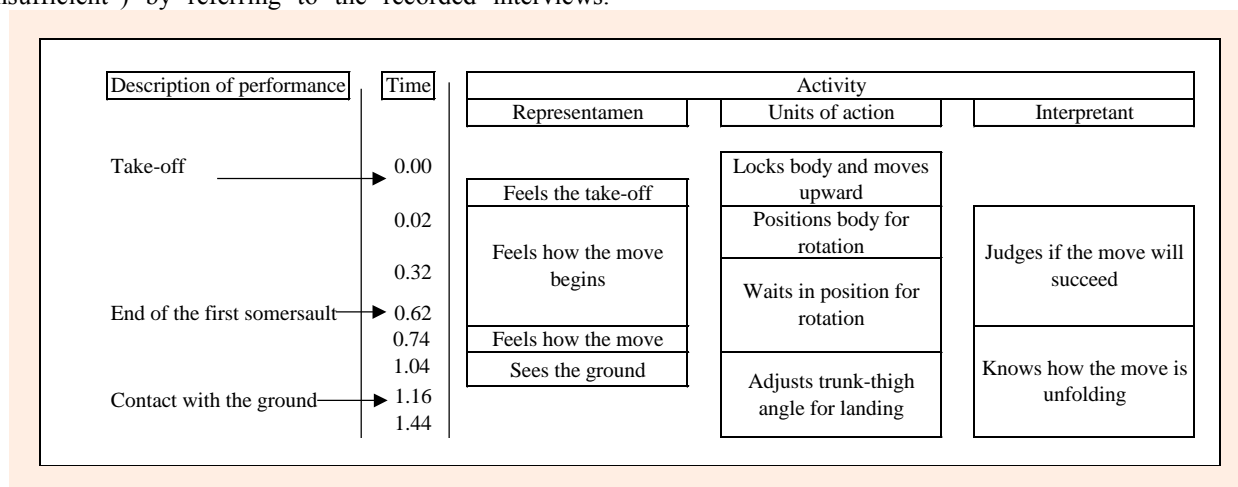 nsufficient") by referring to the recorded interviews.
Description of performance Time Activity
Representamen Units of action Interpretant
Take-off 0.00 Locks body and moves
upward
Feels the take-off
0.02 Positions body for
rotation
Feels how the move
begins
Judges if the move will
succeed
0.32
Waits in position for
rotation
End of the first somersault 0.62
0.74 Feels how the move
1.04 Sees the ground
Knows how the move is
unfolding
Adjusts trunk-thigh
angle for landing
Contact with the ground 1.16
1.44